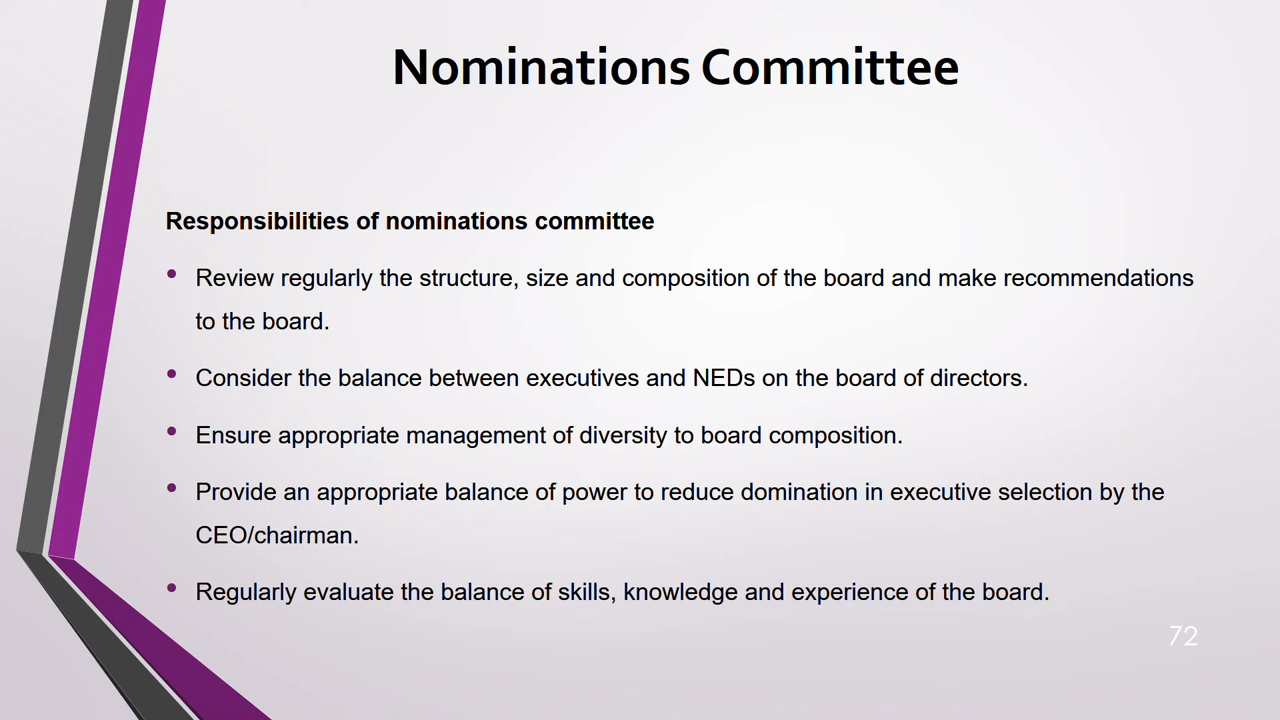 Nominations Committee
Responsibilities of nominations committee
• Review regularly the structure, size and composition of the board and make recommendations
to the board.
• Consider the balance between executives and NEDs on the board of directors.
• Ensure appropriate management of diversity to board composition.
• Provide an appropriate balance of power to reduce domination in executive selection by the
CEO/chairman.
• Regularly evaluate the balance of skills, knowledge and experience of the board.
72